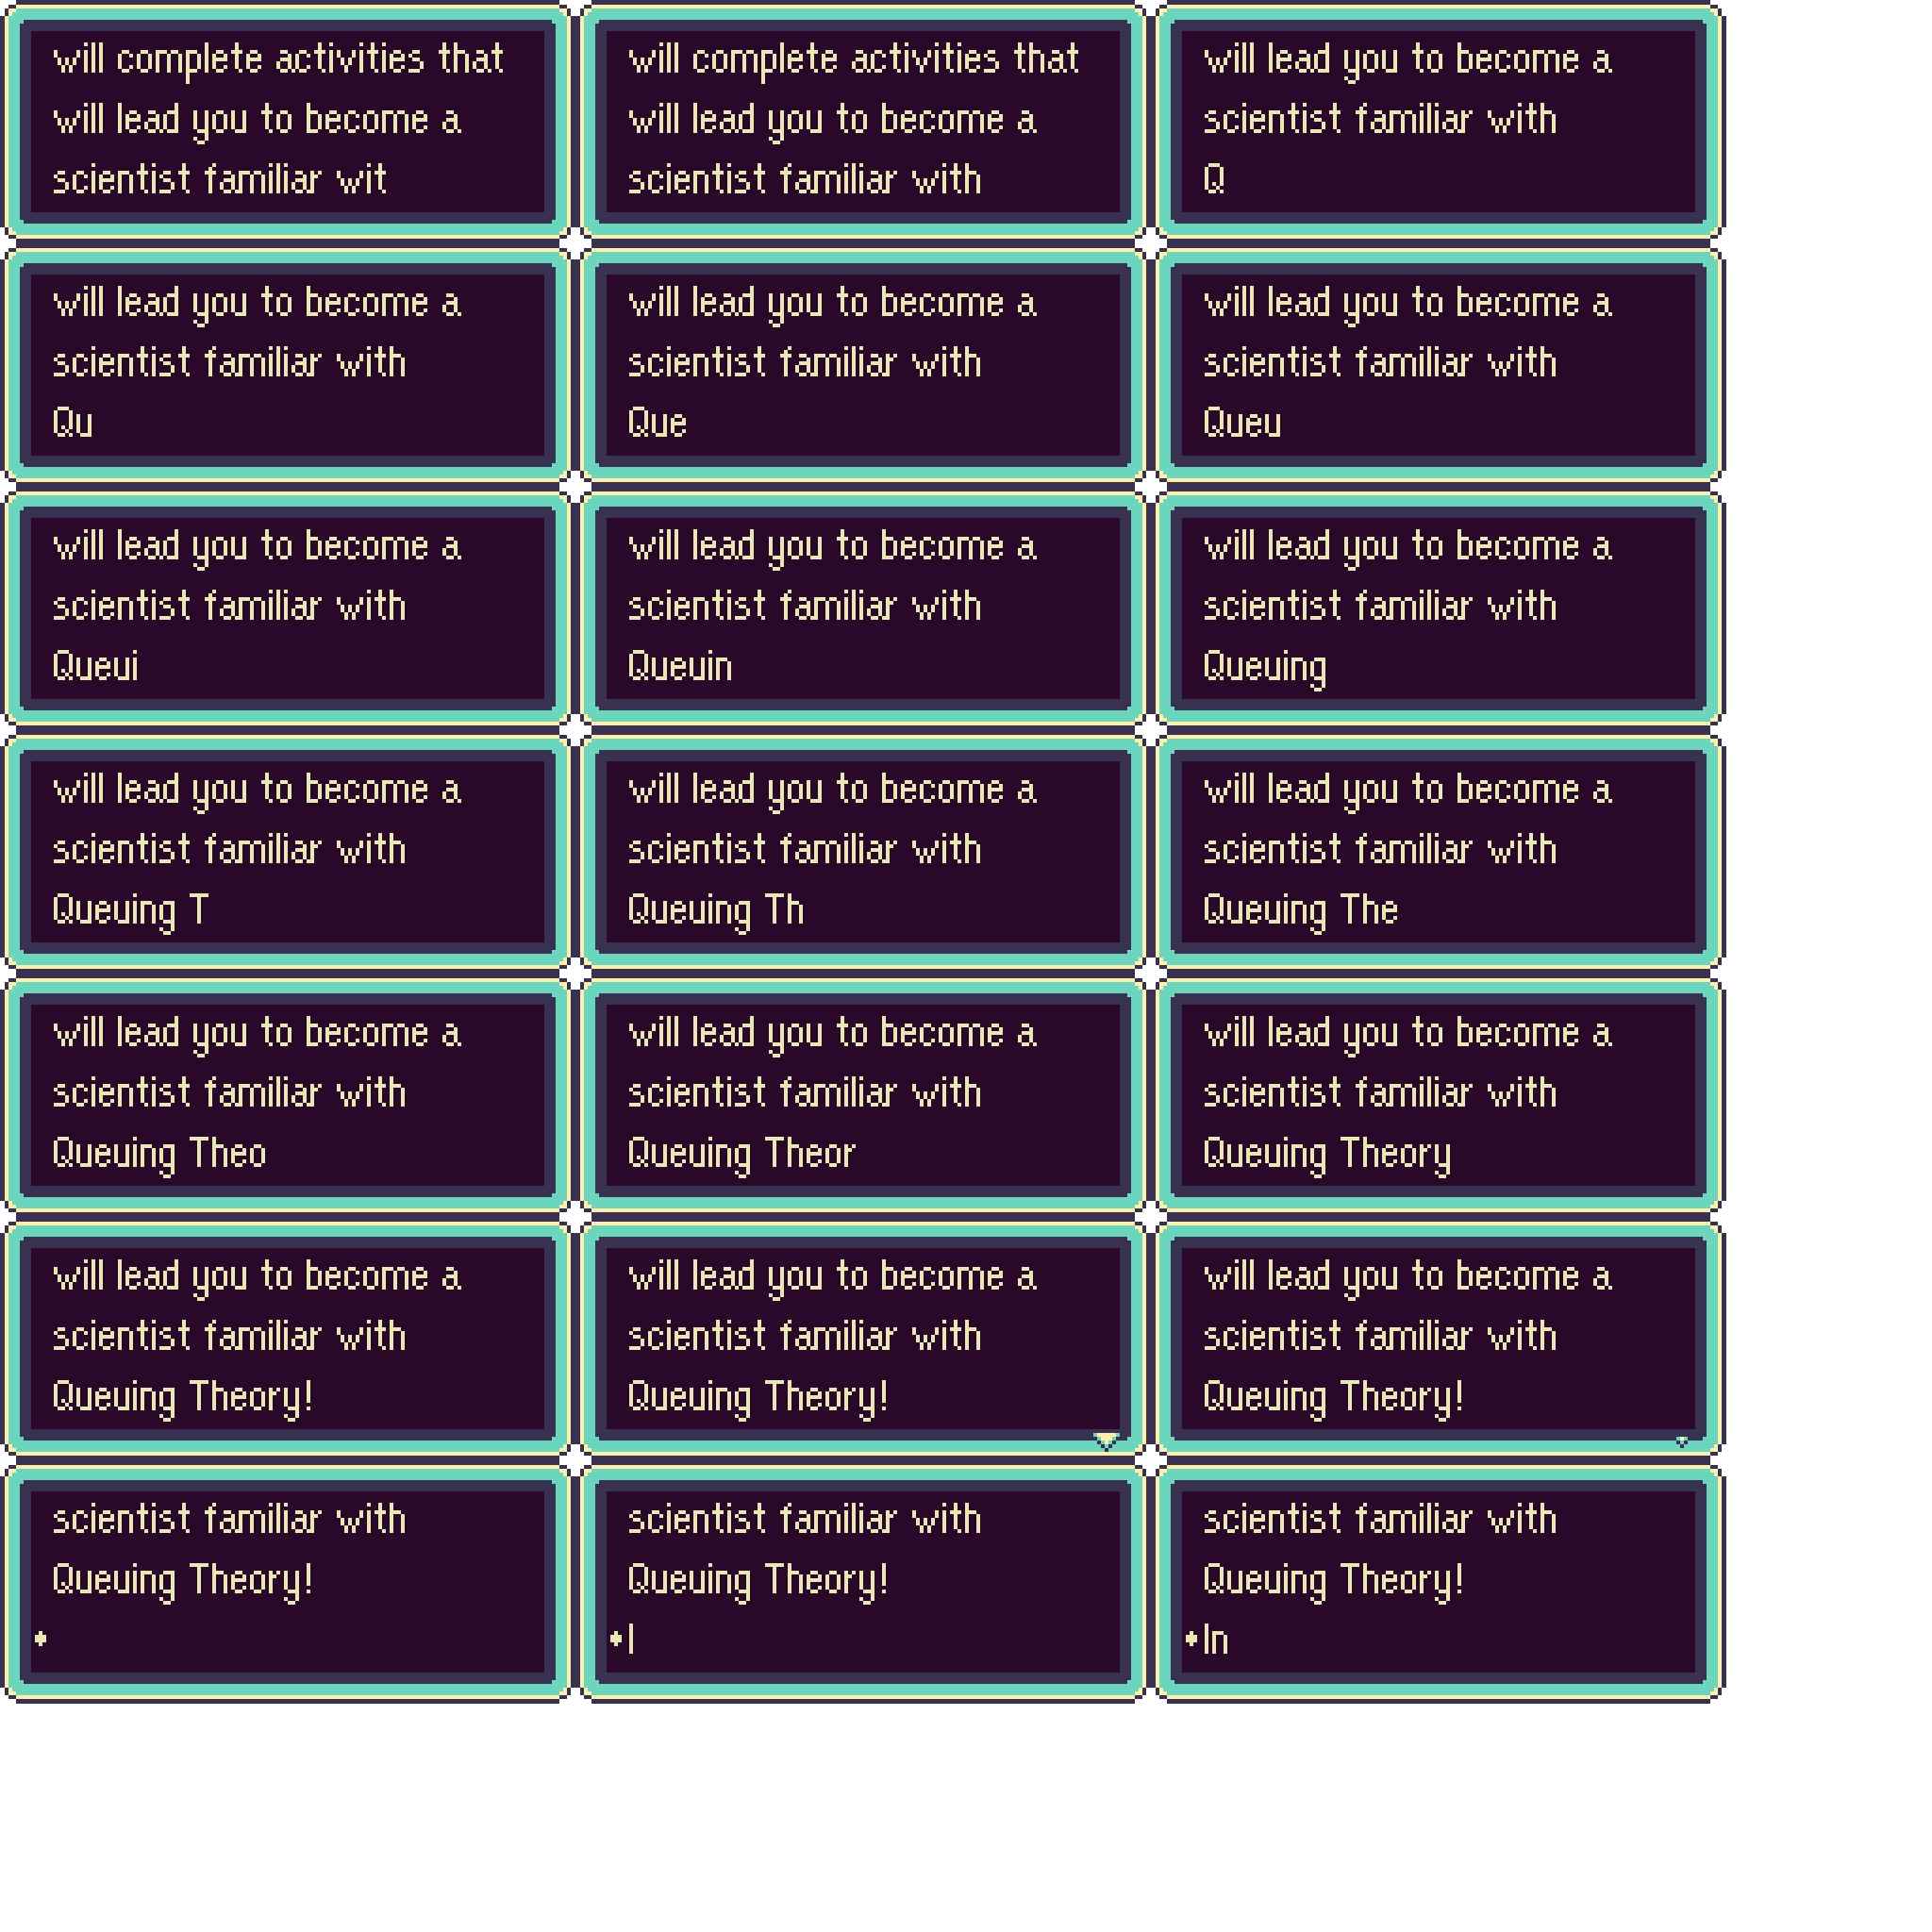 will complete activities that
will lead you to become a
scientist familiar wit
will complete activities that
will lead you to become a
scientist familiar with
will lead you to become a
scientist familiar with
Q
will lead you to become a
scientist familiar with
Qu
will lead you to become a
scientist familiar with
Que
will lead you to become a
scientist familiar with
Queu
will lead you to become a
scientist familiar with
Queui
will lead you to become a
scientist familiar with
Queuin
will lead you to become a
scientist familiar with
Queuing
will lead you to become a
scientist familiar with
Queuing T
will lead you to become a
scientist familiar with
Queuing Th
will lead you to become a
scientist familiar with
Queuing The
will lead you to become a
scientist familiar with
Queuing Theo
will lead you to become a
scientist familiar with
Queuing Theor
will lead you to become a
scientist familiar with
Queuing Theory
will lead you to become a
scientist familiar with
Queuing Theory!
will lead you to become a
scientist familiar with
Queuing Theory!
will lead you to become a
scientist familiar with
Queuing Theory!
scientist familiar with
Queuing Theory!
scientist familiar with
Queuing Theory!
I
scientist familiar with
Queuing Theory!
In